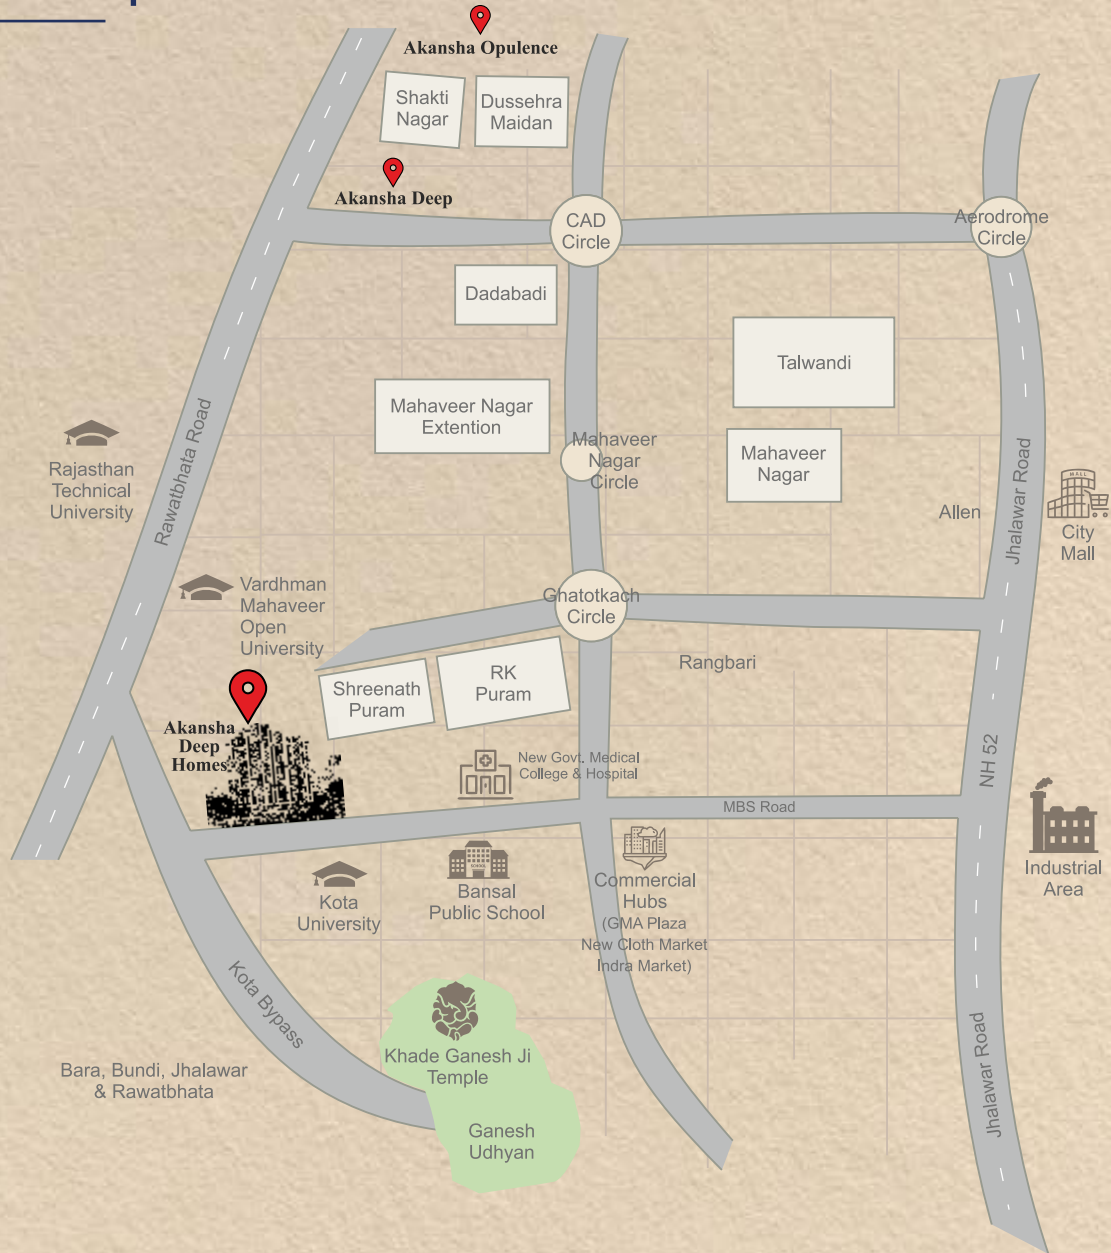 Akansha Opulence
Shakti
Nagar
Dussehra
Maidan
Akansha Deep
CAD
Circle
Aerodrome
Circle
Dadabadi
Talwandi
Mahaveer Nagar
Extention
Mahaveer
Nagar
Circle
Mahaveer
Nagar
Rawatbhata Road
Rajasthan
Technical
University
Jhalawar Road
Allen
MALL
City
Mall
Vardhman
Mahaveer
Open
University
Ghatotkach
Circle
Rangbari
Shreenath
Puram
RK
Puram
Akansha
Deep
Homes
New Govt. Medical
College & Hospital
NH 52
MBS Road
Industrial
Area
SCHOOL
Bansal
Public School
Kota
University
Commercial
Hubs
(GMA Plaza
New Cloth Market
Indra Market)
Kota Bypass
Khade Ganesh Ji
Temple
Bara, Bundi, Jhalawar
& Rawatbhata
Jhalawar Road
Ganesh
Udhyan